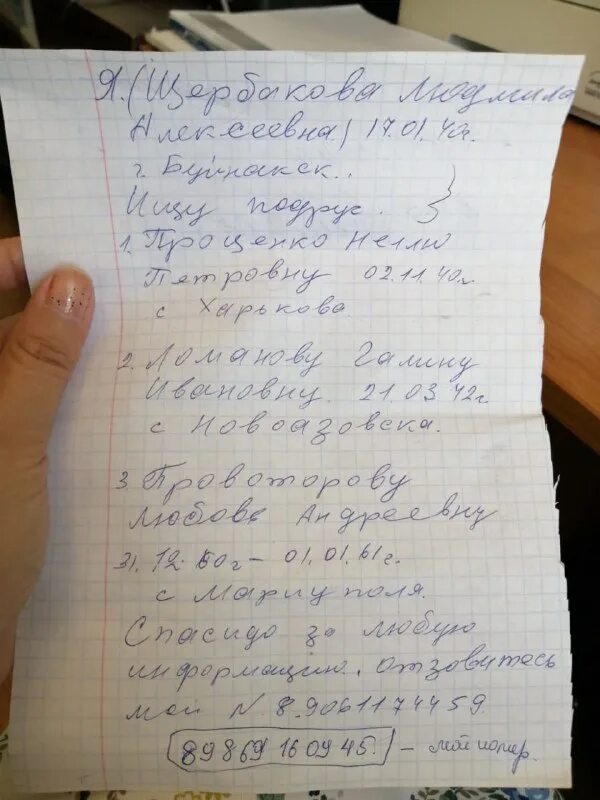 Я. (Щербакова Людмила
Алексеевна) 17.01.40г.
г. Буйнакск..
Ищу подруг.
1. Проценко Неллю
Петровну 02.11.40г.
с Харькова
2. Ломанову Галину
Ивановну. 21.03.42г.
с Новоазовска.
3 Провоторову
Любовь Андреевну
31.12.60г – 01.01.61г.
с Мариуполя.
Спасибо за любую
информацию. отзовитесь
мой N 8.9061174459.
89869160945. – мой номер.